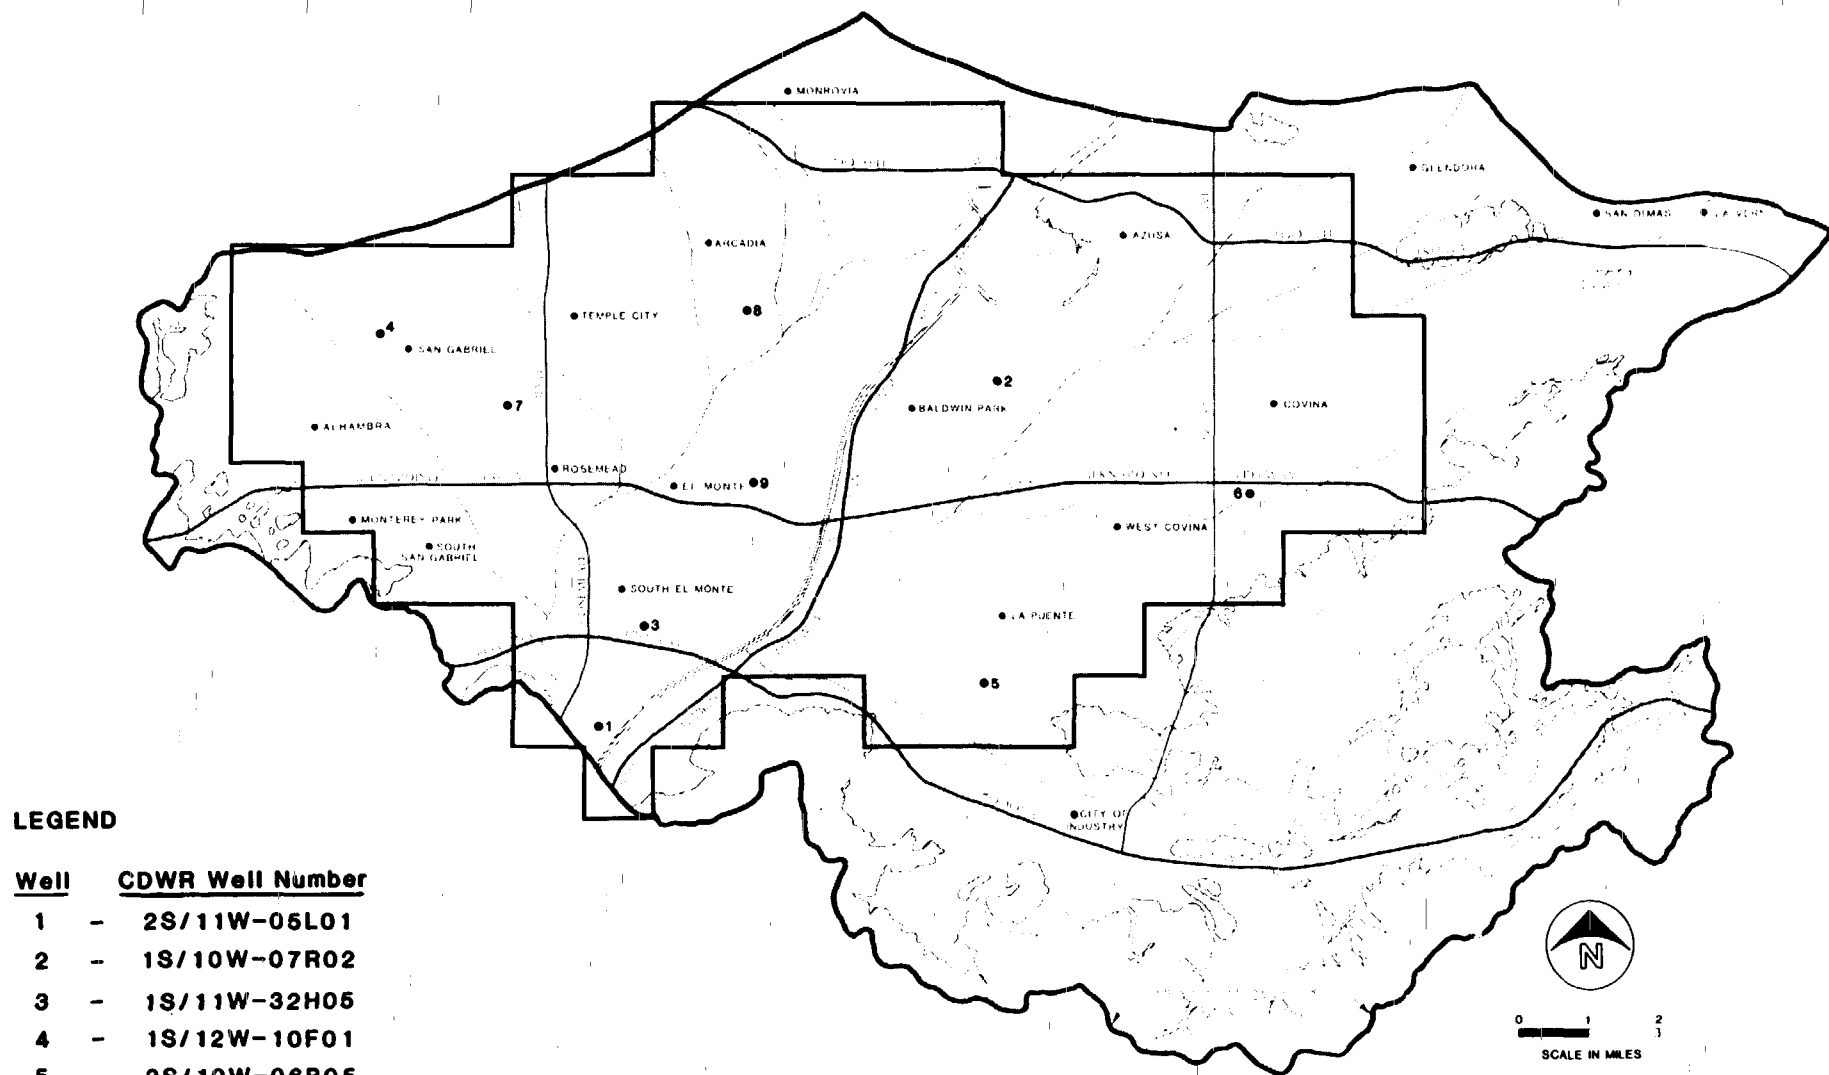 MONROVIA
GLENDORA
SAN DIMAS
LA VERN
ARCADIA
AZUSA
8
TEMPLE CITY
4
SAN GABRIEL
2
BALDWIN PARK
COVINA
7
ALHAMBRA
ROSEMEAD
EL MONTE
9
6
MONTEREY PARK
WEST COVINA
SOUTH
SAN GABRIEL
SOUTH EL MONTE
3
LA PUENTE
5
1
CITY OF
INDUSTRY
LEGEND
Well CDWR Well Number
1 - 2S/11W-05L01
2 - 1S/10W-07R02
3 - 1S/11W-32H05
4 - 1S/12W-10F01
N
0 1 2
SCALE IN MILES